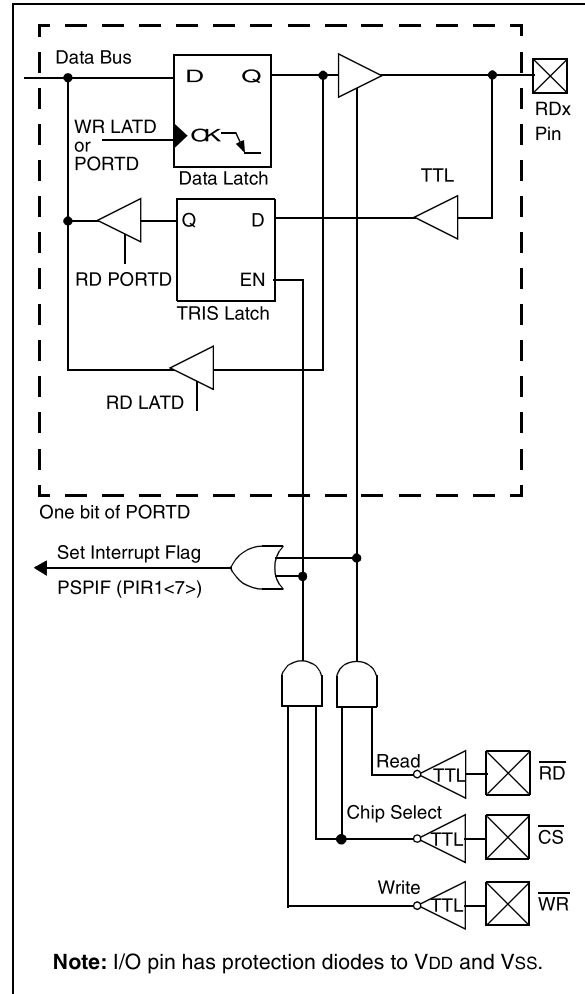 Data Bus
D Q
RDx
Pin
WR LATD
or
PORTD
CK
Data Latch
TTL
Q D
RD PORTD
EN
TRIS Latch
RD LATD
One bit of PORTD
Set Interrupt Flag
PSPIF (PIR1<7>)
Read
TTL
RD
Chip Select
TTL
CS
Write
TTL
WR
Note: I/O pin has protection diodes to VDD and VSS.